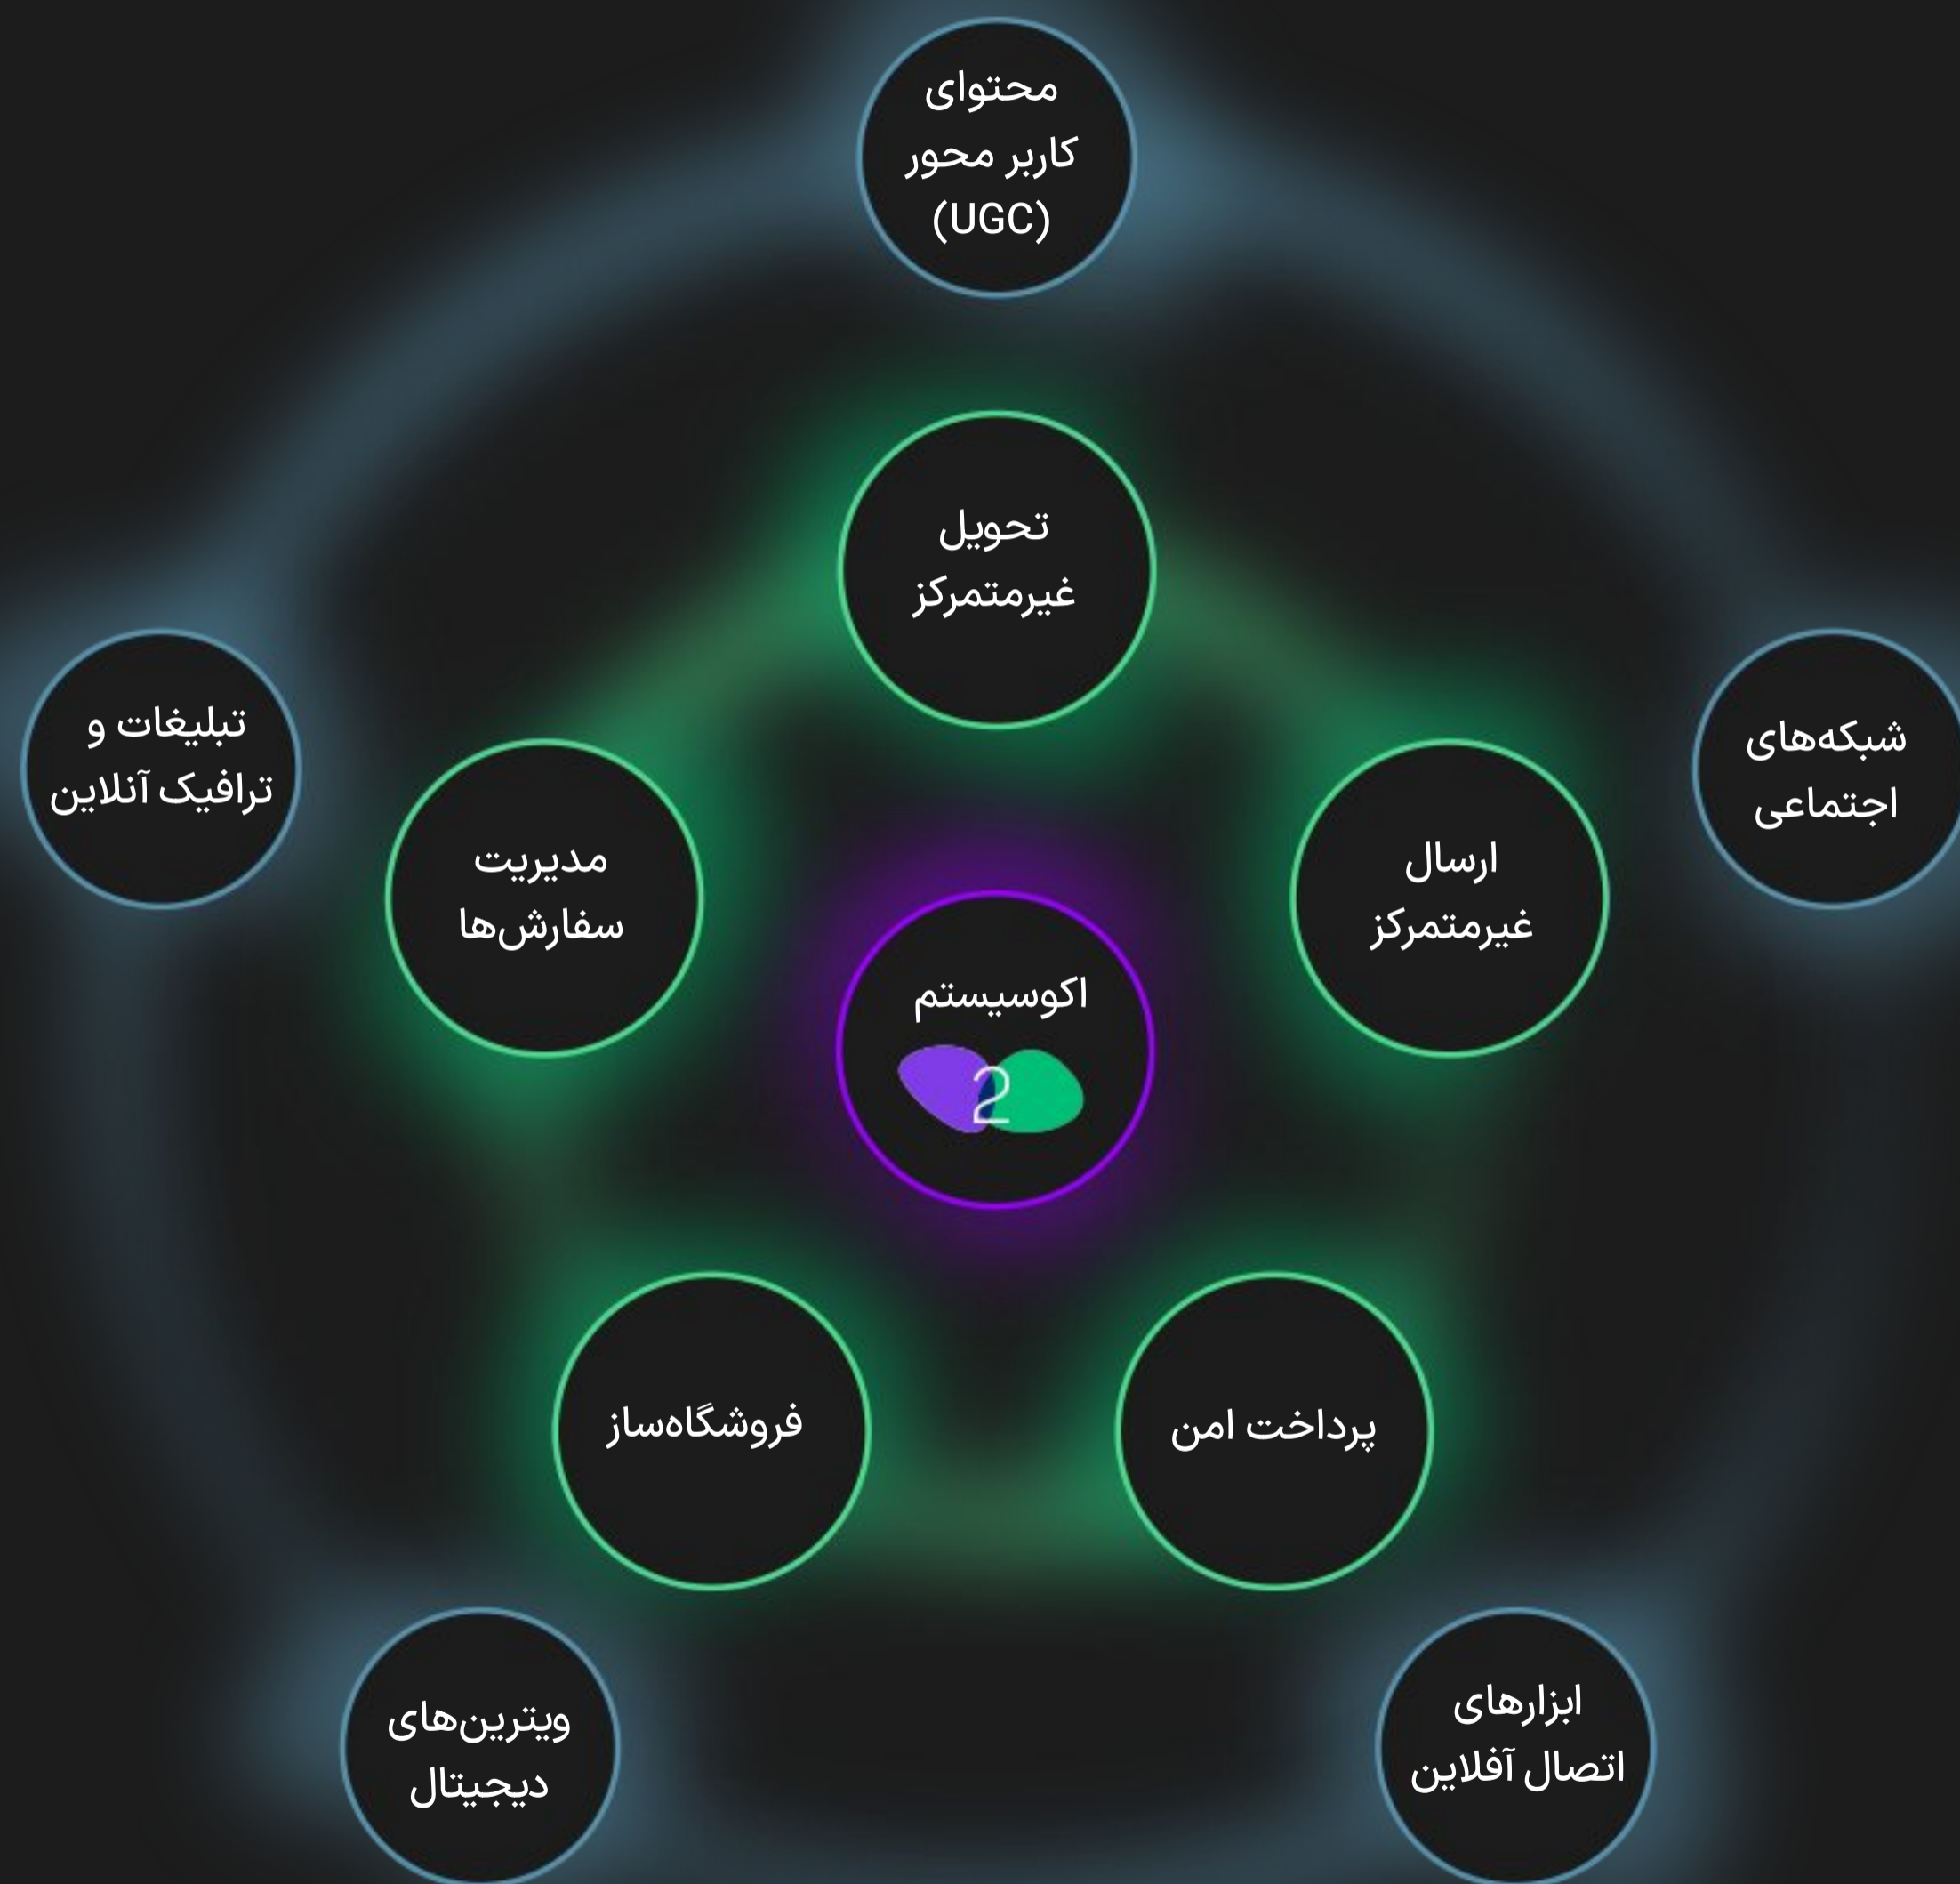 محتوای
کاربر محور
(UGC)
تحویل
غیرمتمرکز
شبکه‌های
اجتماعی
تبلیغات و
ترافیک آنلاین
ارسال
غیرمتمرکز
مدیریت
سفارش‌ها
اکوسیستم
2
پرداخت امن
فروشگاه‌ساز
ابزارهای
اتصال آفلاین
ویترین‌های
دیجیتال